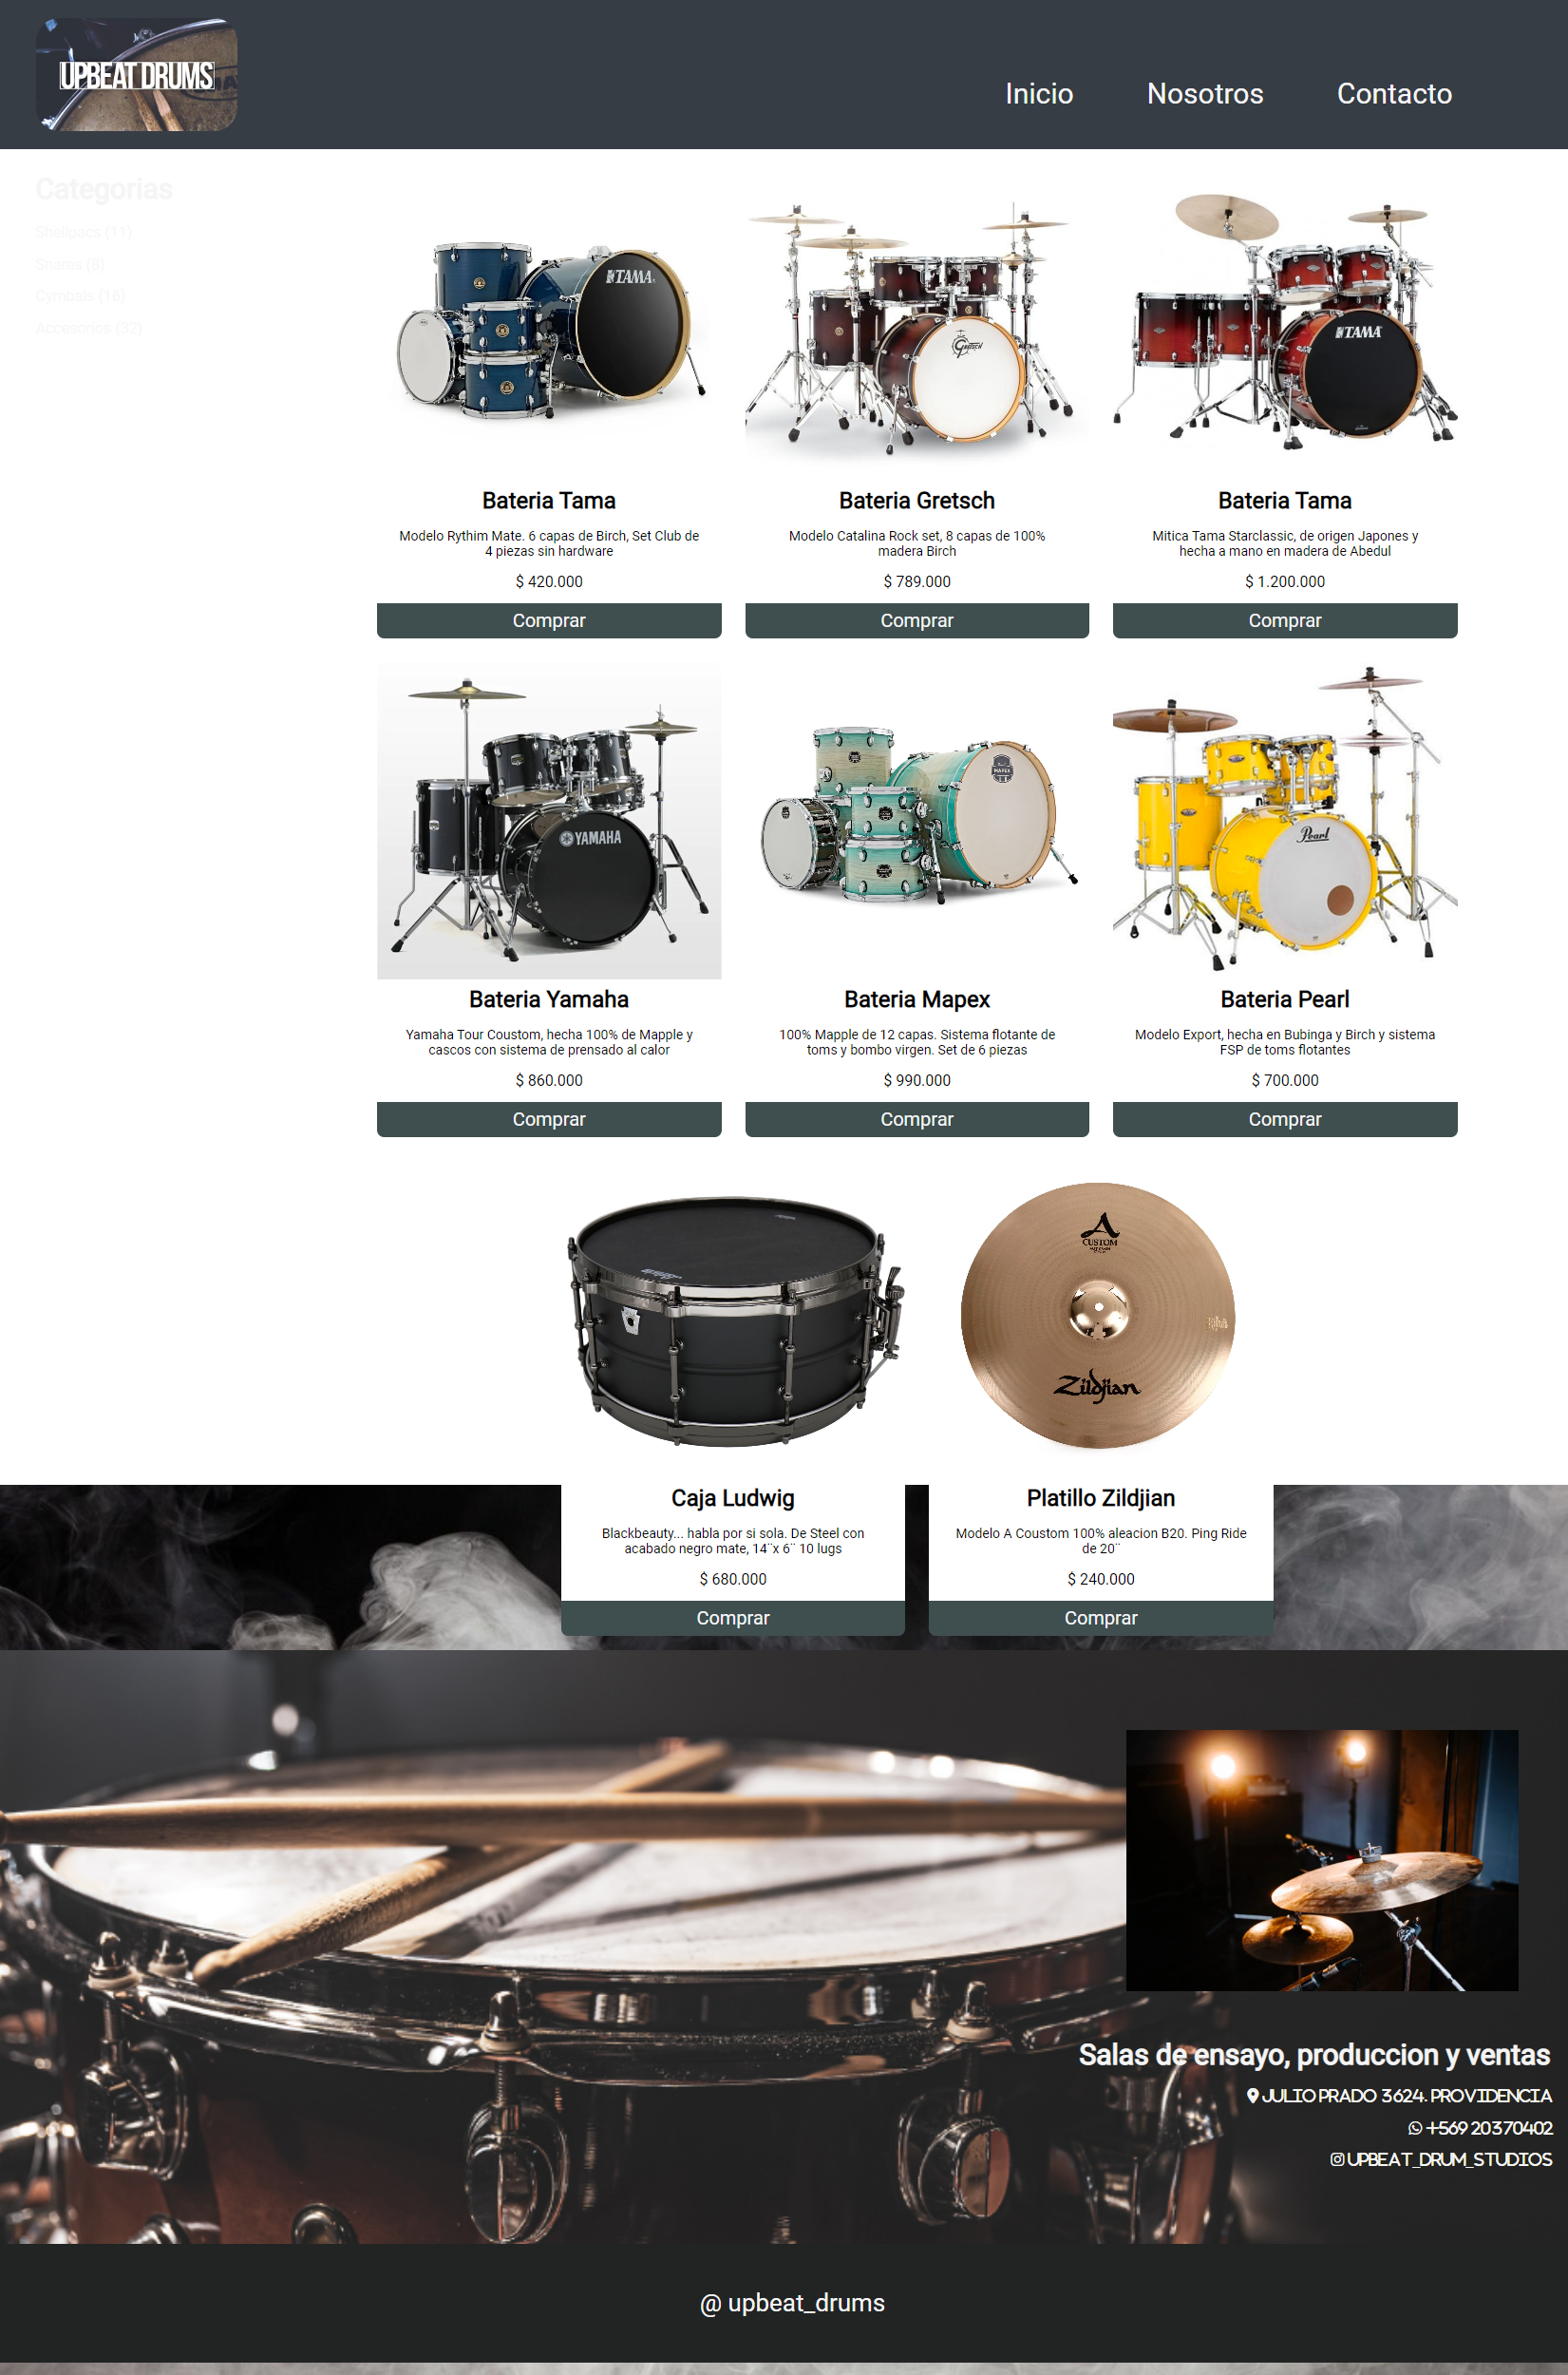 UPBEAT DRUMS
Inicio Nosotros Contacto
Categorias
Shellpacs (11)
Snares (8)
Cymbals (16)
Accesorios (32)
TAMA
Gretsch
TAMA
Bateria Tama
Modelo Rythim Mate. 6 capas de Birch, Set Club de
4 piezas sin hardware
$ 420.000
Comprar
Bateria Gretsch
Modelo Catalina Rock set, 8 capas de 100%
madera Birch
$ 789.000
Comprar
Bateria Tama
Mitica Tama Starclassic, de origen Japones y
hecha a mano en madera de Abedul
$ 1.200.000
Comprar
YAMAHA
MAPEX
Pearl
Bateria Yamaha
Yamaha Tour Coustom, hecha 100% de Mapple y
cascos con sistema de prensado al calor
$ 860.000
Comprar
Bateria Mapex
100% Mapple de 12 capas. Sistema flotante de
toms y bombo virgen. Set de 6 piezas
$ 990.000
Comprar
Bateria Pearl
Modelo Export, hecha en Bubinga y Birch y sistema
FSP de toms flotantes
$ 700.000
Comprar
A
CUSTOM
Zildjian
Caja Ludwig
Blackbeauty... habla por si sola. De Steel con
acabado negro mate, 14¨x 6¨ 10 lugs
$ 680.000
Comprar
Platillo Zildjian
Modelo A Coustom 100% aleacion B20. Ping Ride
de 20¨
$ 240.000
Comprar
Salas de ensayo, produccion y ventas
JULIO PRADO 3624. PROVIDENCIA
+569 20370402
UPBEAT_DRUM_STUDIOS
@ upbeat_drums